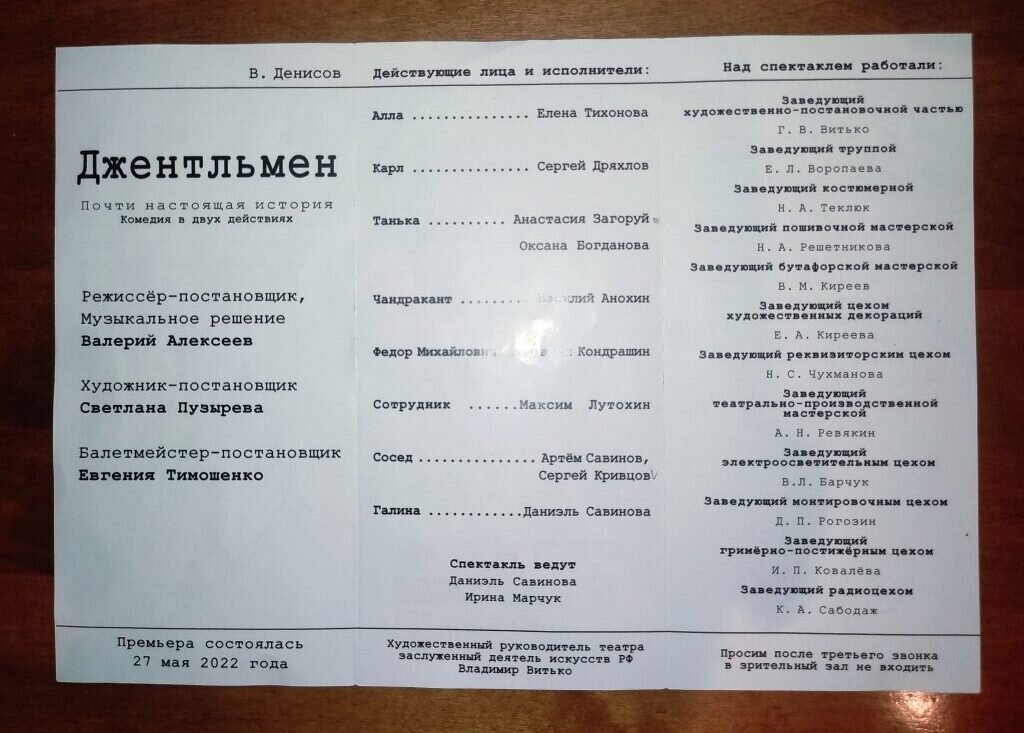 В. Денисов
Джентльмен
Почти настоящая история
Комедия в двух действиях
Режиссёр-постановщик,
Музыкальное решение
Валерий Алексеев
Художник-постановщик
Светлана Пузырева
Балетмейстер-постановщик
Евгения Тимошенко
Премьера состоялась
27 мая 2022 года
Действующие лица и исполнители:
Алла ............... Елена Тихонова
Карл ............... Сергей Дряхлов
Танька .......... Анастасия Загоруй
Оксана Богданова
Чандракант ......... Анохин
Федор Михайлович Кондрашин
Сотрудник ......Максим Лутохин
Сосед ............... Артём Савинов,
Сергей Кривцов
Галина ............Даниэль Савинова
Спектакль ведут
Даниэль Савинова
Ирина Марчук
Художественный руководитель театра
заслуженный деятель искусств РФ
Владимир Витько
Над спектаклем работали:
Заведующий
художественно-постановочной частью
Г. В. Витько
Заведующий труппой
Е. Л. Воропаева
Заведующий костюмерной
Н. А. Теклюк
Заведующий пошивочной мастерской
Н. А. Решетникова
Заведующий бутафорской мастерской
В. М. Киреев
Заведующий цехом
художественных декораций
Е. А. Киреева
Заведующий реквизиторским цехом
Н. С. Чухманова
Заведующий
театрально-производственной
мастерской
А. Н. Ревякин
Заведующий
электроосветительным цехом
В.Л. Барчук
Заведующий монтировочным цехом
Д. П. Рогозин
Заведующий
гримёрно-постижёрным цехом
И. П. Ковалёва
Заведующий радиоцехом
К. А. Сабодаж
Просим после третьего звонка
в зрительный зал не входить